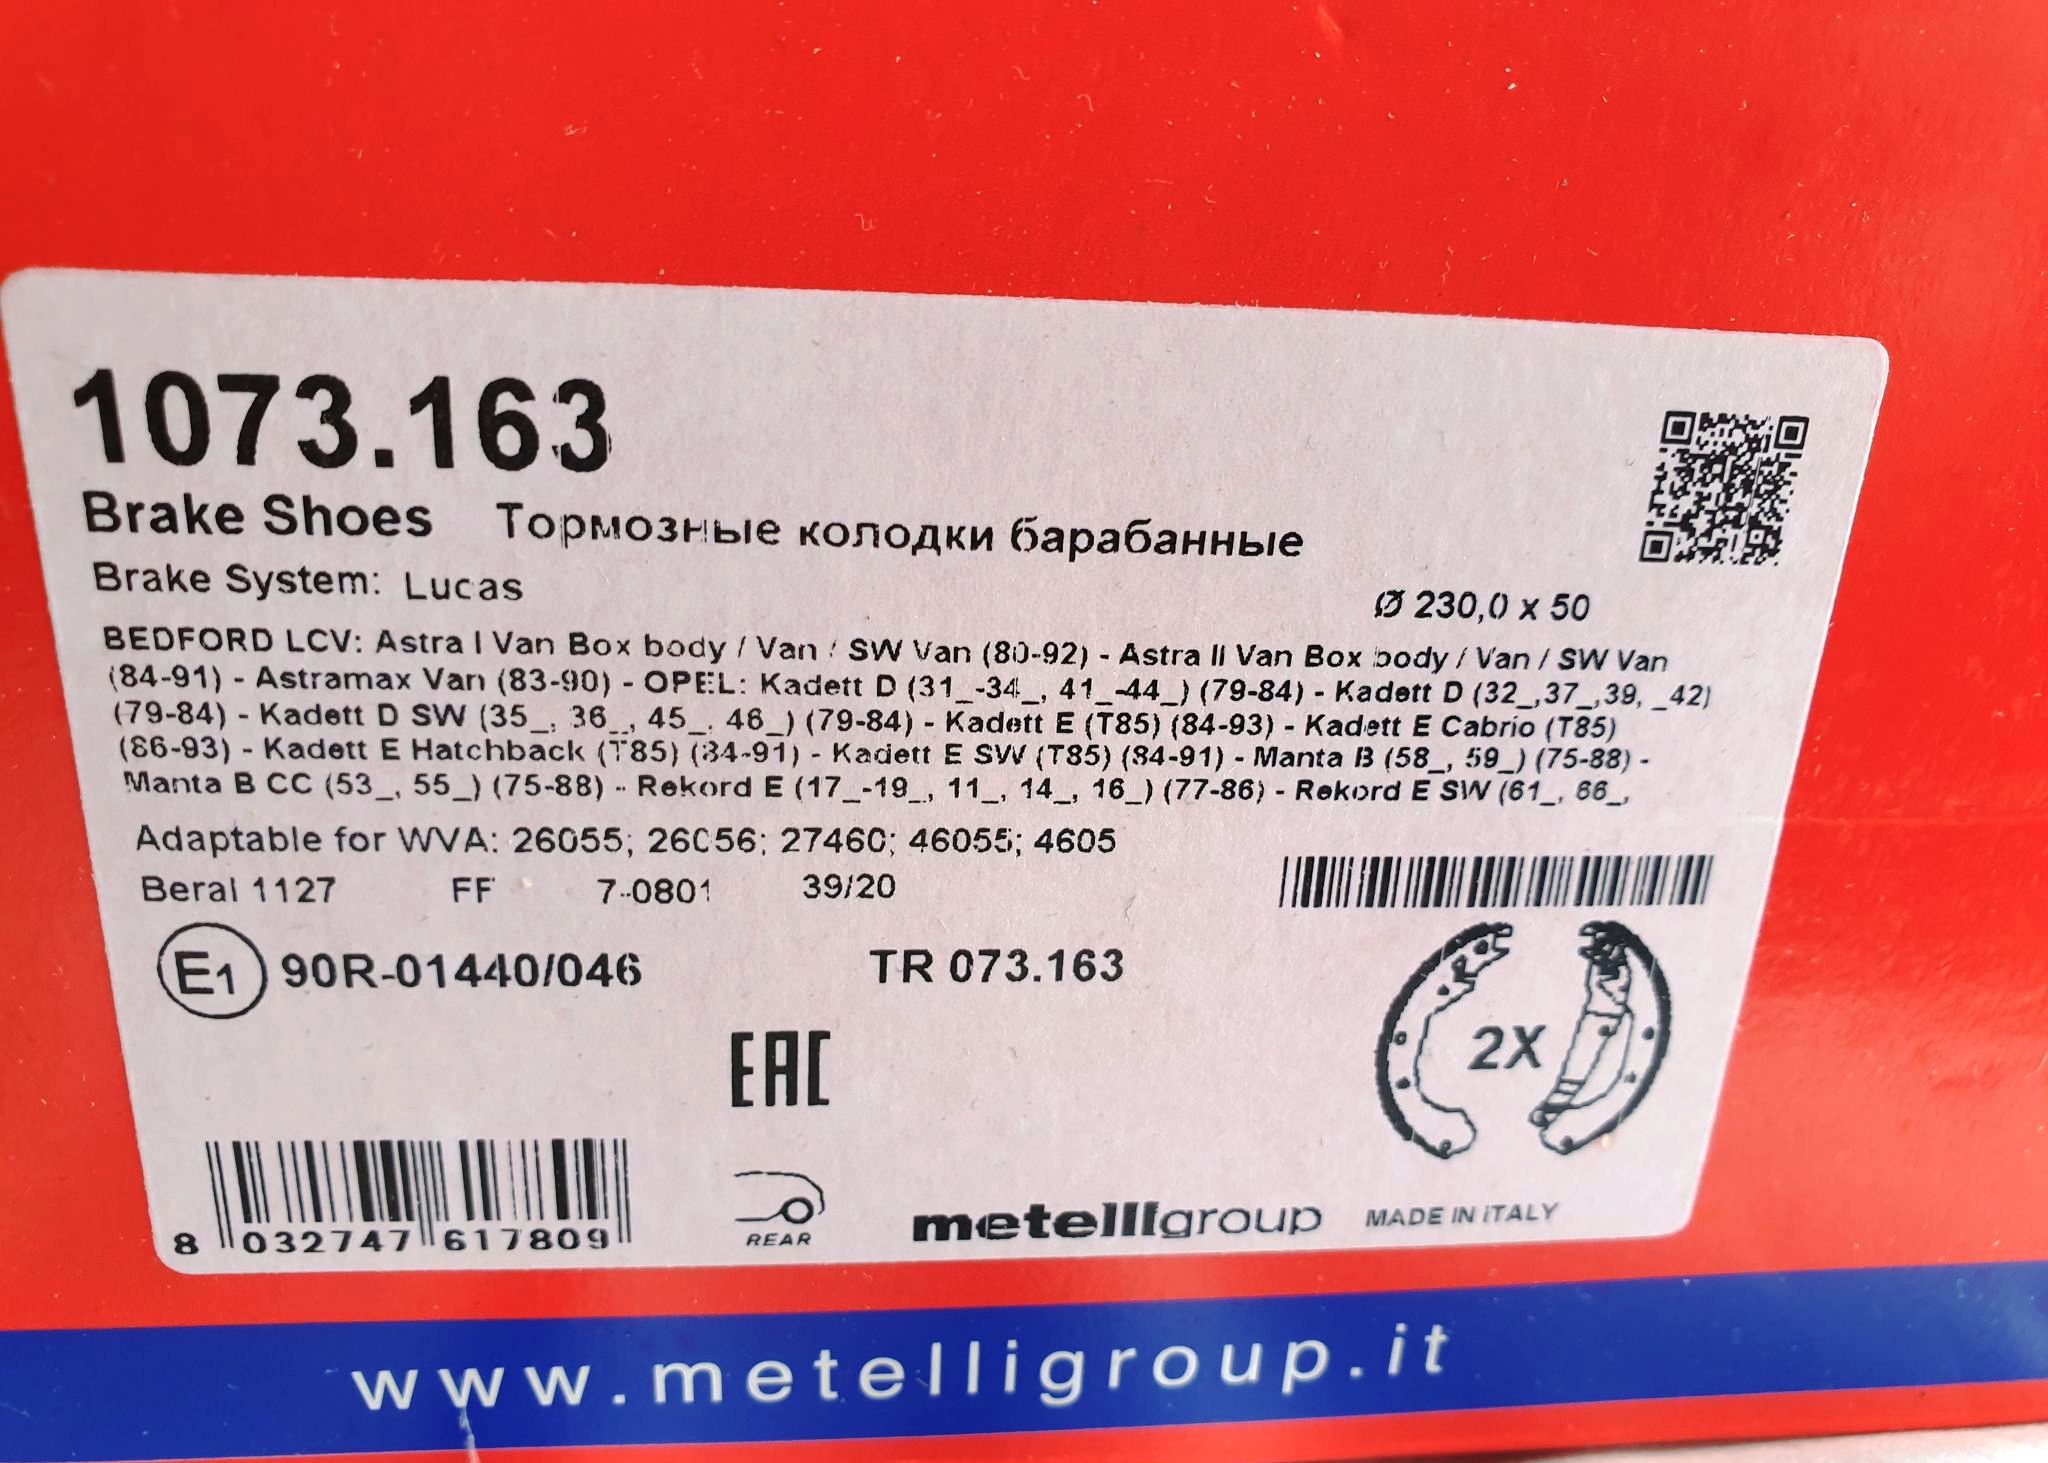 1073.163
Brake Shoes Тормозные колодки барабанные
Brake System: Lucas
Ø 230,0 x 50
BEDFORD LCV: Astra I Van Box body / Van / SW Van (80-92) - Astra II Van Box body / Van / SW Van
(84-91) - Astramax Van (83-90) - OPEL: Kadett D (31_-34_, 41_-44_) (79-84) - Kadett D (32_,37_,39, _42)
(79-84) - Kadett D SW (35_, 36_, 45_, 46_) (79-84) - Kadett E (T85) (84-93) - Kadett E Cabrio (T85)
(86-93) - Kadett E Hatchback (T85) (84-91) - Kadett E SW (T85) (84-91) - Manta B (58_, 59_) (75-88) -
Manta B CC (53_, 55_) (75-88) - Rekord E (17_-19_, 11_, 14_, 16_) (77-86) - Rekord E SW (61_, 66_,
Adaptable for WVA: 26055; 26056; 27460; 46055; 4605
Beral 1127 FF 7-0801 39/20
E1 90R-01440/046 TR 073.163
2X
EAC
8 032747 617809
REAR
metelligroup MADE IN ITALY
www.metelligroup.it